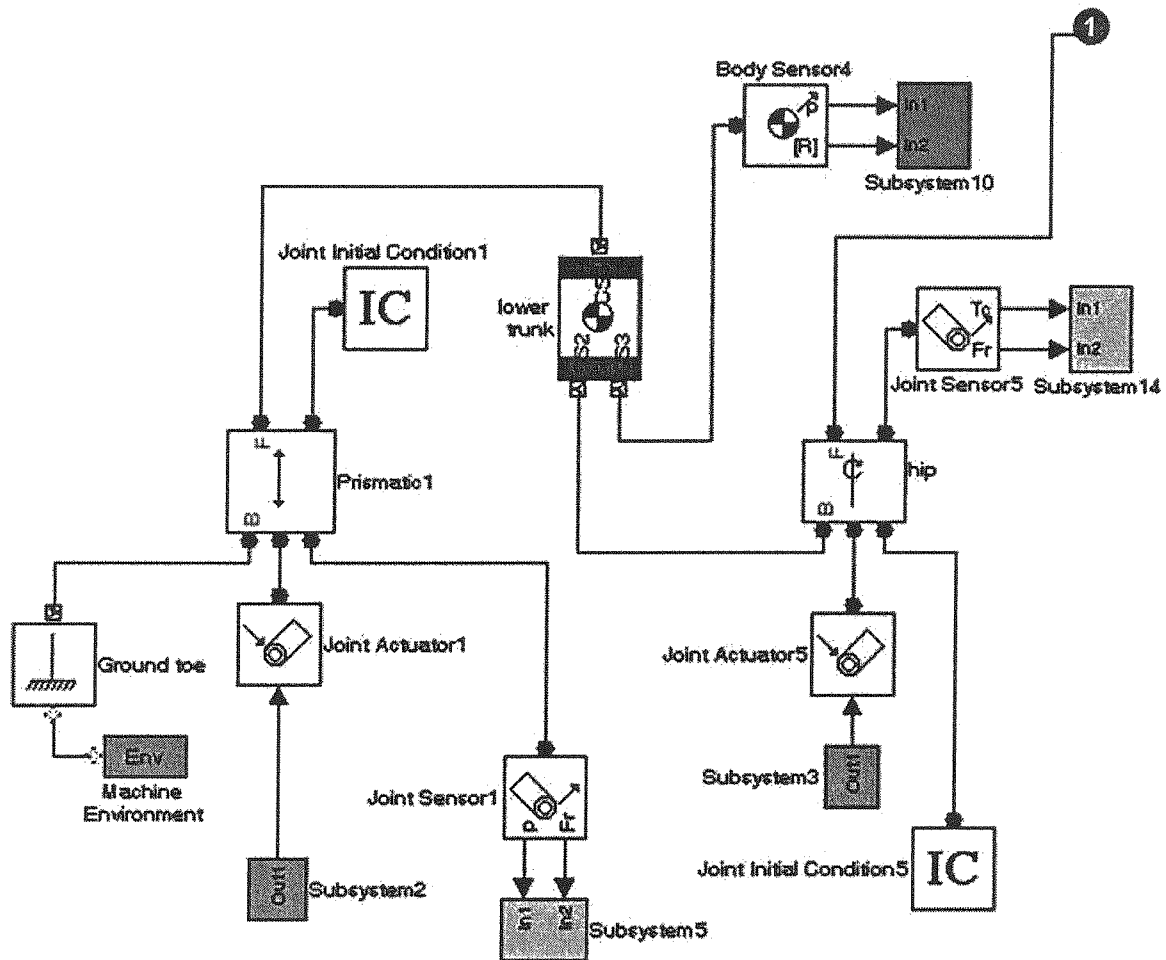 1
Body Sensor4
p
[R]
In1
In2
Subsystem10
Joint Initial Condition1
IC
lower
trunk
CS1
CS2
CS3
Tc
Fr
In1
In2
Joint Sensor5
Subsystem14
F
B
Prismatic1
F
B
hip
Ground toe
Joint Actuator1
Joint Actuator5
Env
Machine
Environment
Joint Sensor1
p
Fr
Subsystem3
Out1
Out1
Subsystem2
In1
In2
Subsystem5
Joint Initial Condition5
IC